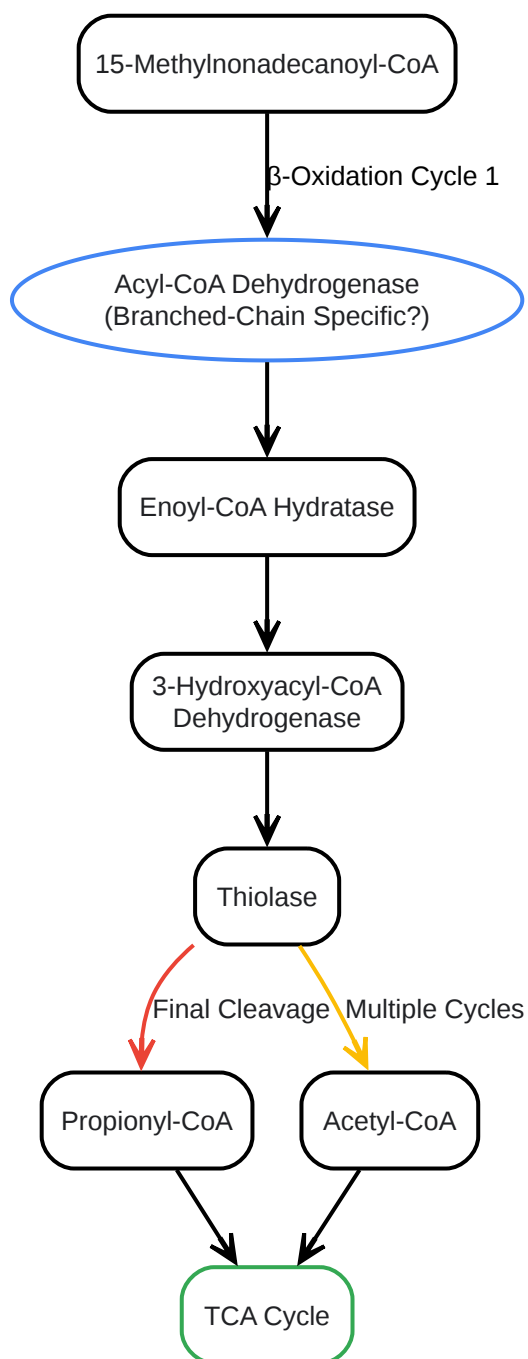 15-Methylnonadecanoyl-CoA
β-Oxidation Cycle 1
Acyl-CoA Dehydrogenase
(Branched-Chain Specific?)
Enoyl-CoA Hydratase
3-Hydroxyacyl-CoA
Dehydrogenase
Thiolase
Final Cleavage
Multiple Cycles
Propionyl-CoA
Acetyl-CoA
TCA Cycle